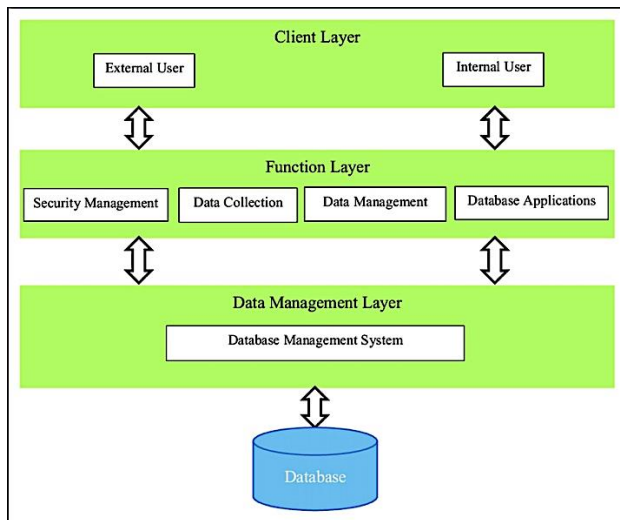 Client Layer
External User
Internal User
Function Layer
Security Management
Data Collection
Data Management
Database Applications
Data Management Layer
Database Management System
Database